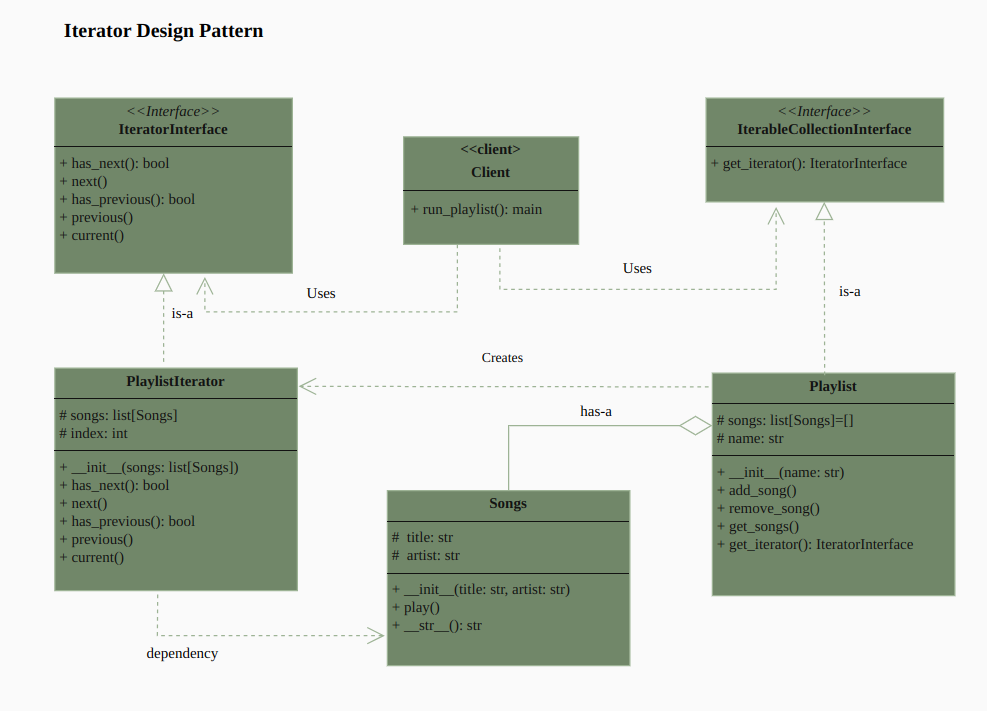 Iterator Design Pattern
<<Interface>>
IteratorInterface
+ has_next(): bool
+ next()
+ has_previous(): bool
+ previous()
+ current()
<<client>
Client
+ run_playlist(): main
<<Interface>>
IterableCollectionInterface
+ get_iterator(): IteratorInterface
Uses
Uses
is-a
is-a
Creates
has-a
PlaylistIterator
# songs: list[Songs]
# index: int
+ __init__(songs: list[Songs])
+ has_next(): bool
+ next()
+ has_previous(): bool
+ previous()
+ current()
Songs
# title: str
# artist: str
+ __init__(title: str, artist: str)
+ play()
+ __str__(): str
Playlist
# songs: list[Songs]=[]
# name: str
+ __init__(name: str)
+ add_song()
+ remove_song()
+ get_songs()
+ get_iterator(): IteratorInterface
dependency